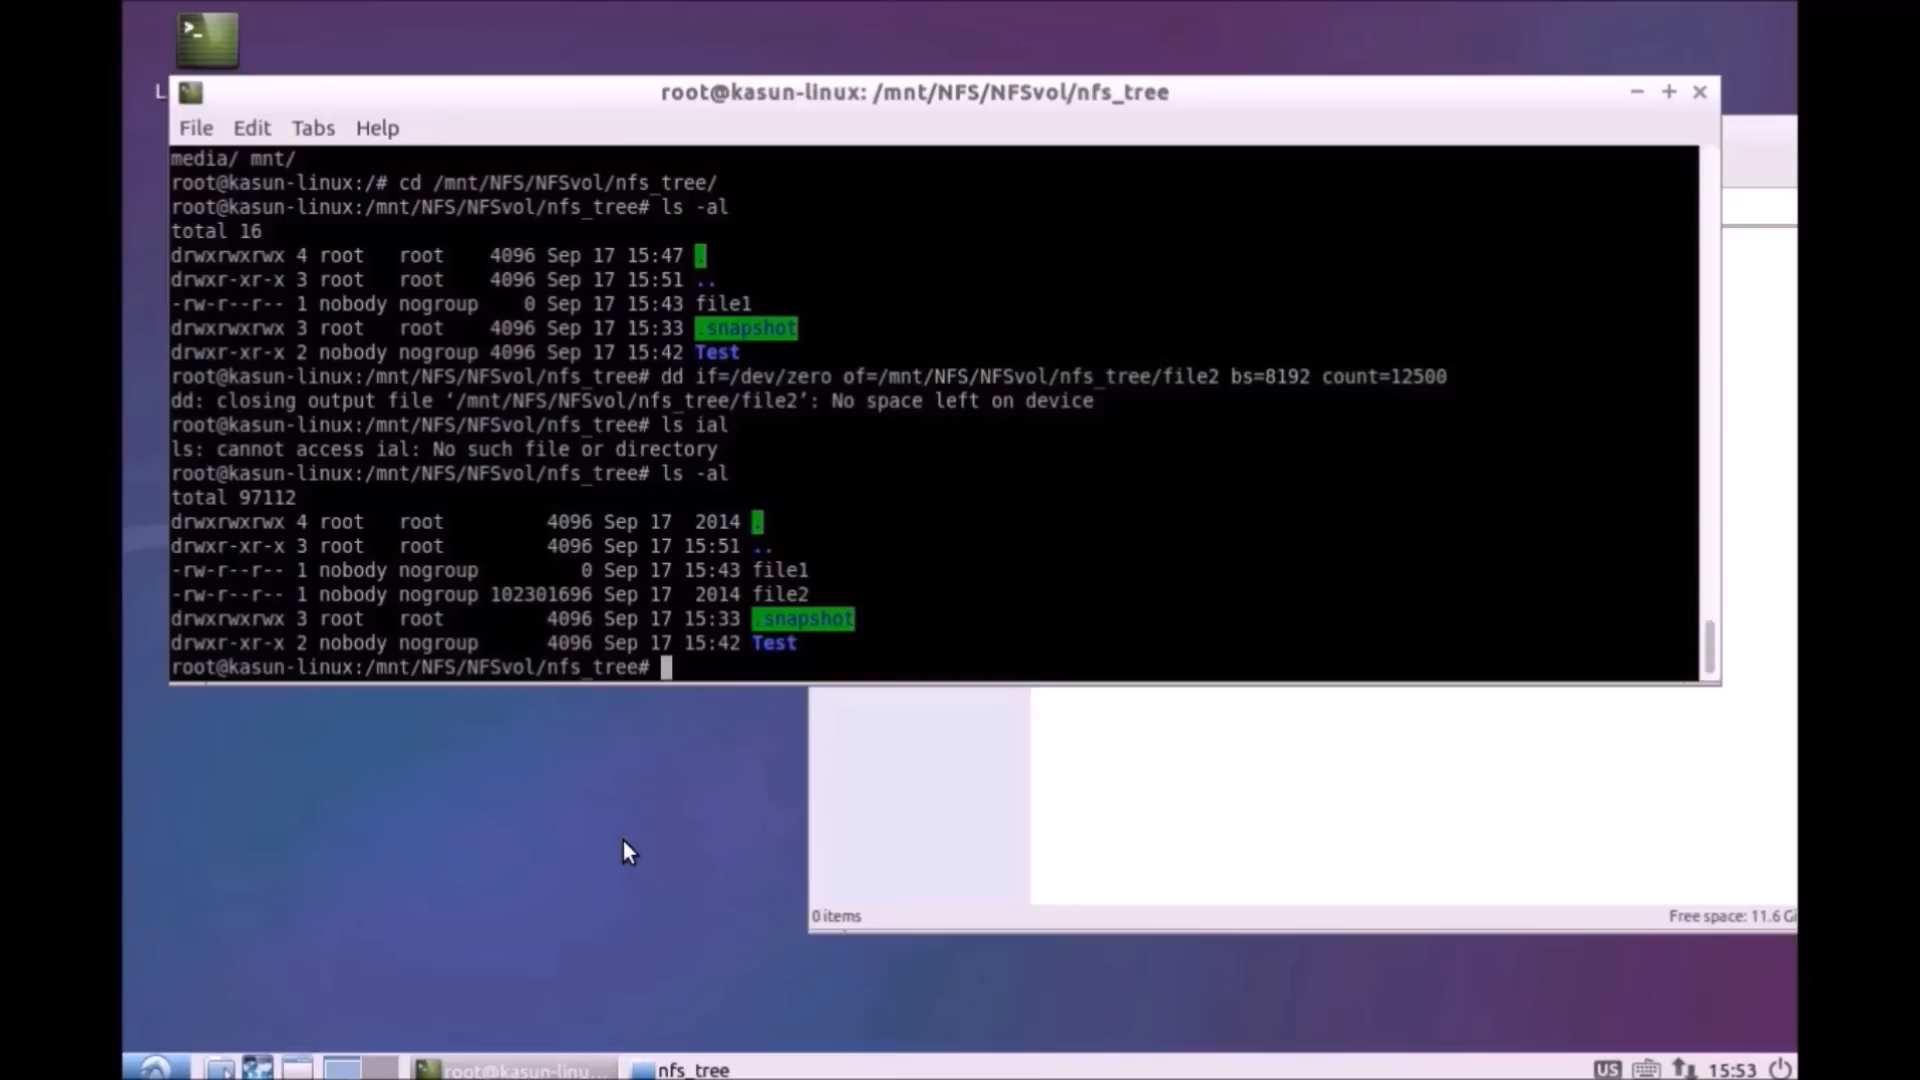 >_
L
root@kasun-linux: /mnt/NFS/NFSvol/nfs_tree
File Edit Tabs Help
media/ mnt/
root@kasun-linux:/# cd /mnt/NFS/NFSvol/nfs_tree/
root@kasun-linux:/mnt/NFS/NFSvol/nfs_tree# ls -al
total 16
drwxrwxrwx 4 root   root    4096 Sep 17 15:47 .
drwxr-xr-x 3 root   root    4096 Sep 17 15:51 ..
-rw-r--r-- 1 nobody nogroup    0 Sep 17 15:43 file1
drwxrwxrwx 3 root   root    4096 Sep 17 15:33 .snapshot
drwxr-xr-x 2 nobody nogroup 4096 Sep 17 15:42 Test
root@kasun-linux:/mnt/NFS/NFSvol/nfs_tree# dd if=/dev/zero of=/mnt/NFS/NFSvol/nfs_tree/file2 bs=8192 count=12500
dd: closing output file ‘/mnt/NFS/NFSvol/nfs_tree/file2’: No space left on device
root@kasun-linux:/mnt/NFS/NFSvol/nfs_tree# ls ial
ls: cannot access ial: No such file or directory
root@kasun-linux:/mnt/NFS/NFSvol/nfs_tree# ls -al
total 97112
drwxrwxrwx 4 root   root         4096 Sep 17  2014 .
drwxr-xr-x 3 root   root         4096 Sep 17 15:51 ..
-rw-r--r-- 1 nobody nogroup         0 Sep 17 15:43 file1
-rw-r--r-- 1 nobody nogroup 102301696 Sep 17  2014 file2
drwxrwxrwx 3 root   root         4096 Sep 17 15:33 .snapshot
drwxr-xr-x 2 nobody nogroup      4096 Sep 17 15:42 Test
root@kasun-linux:/mnt/NFS/NFSvol/nfs_tree#
0 items
Free space: 11.6 Gi
root@kasun-linu...
nfs_tree
US
15:53